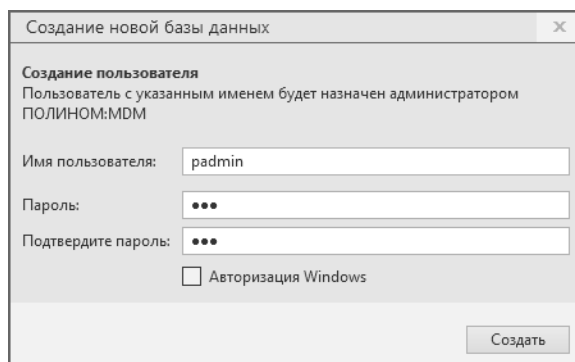 Создание новой базы данных
Создание пользователя
Пользователь с указанным именем будет назначен администратором
ПОЛИНОМ:MDM
Имя пользователя: padmin
Пароль: ●●●
Подтвердите пароль: ●●●
Авторизация Windows
Создать